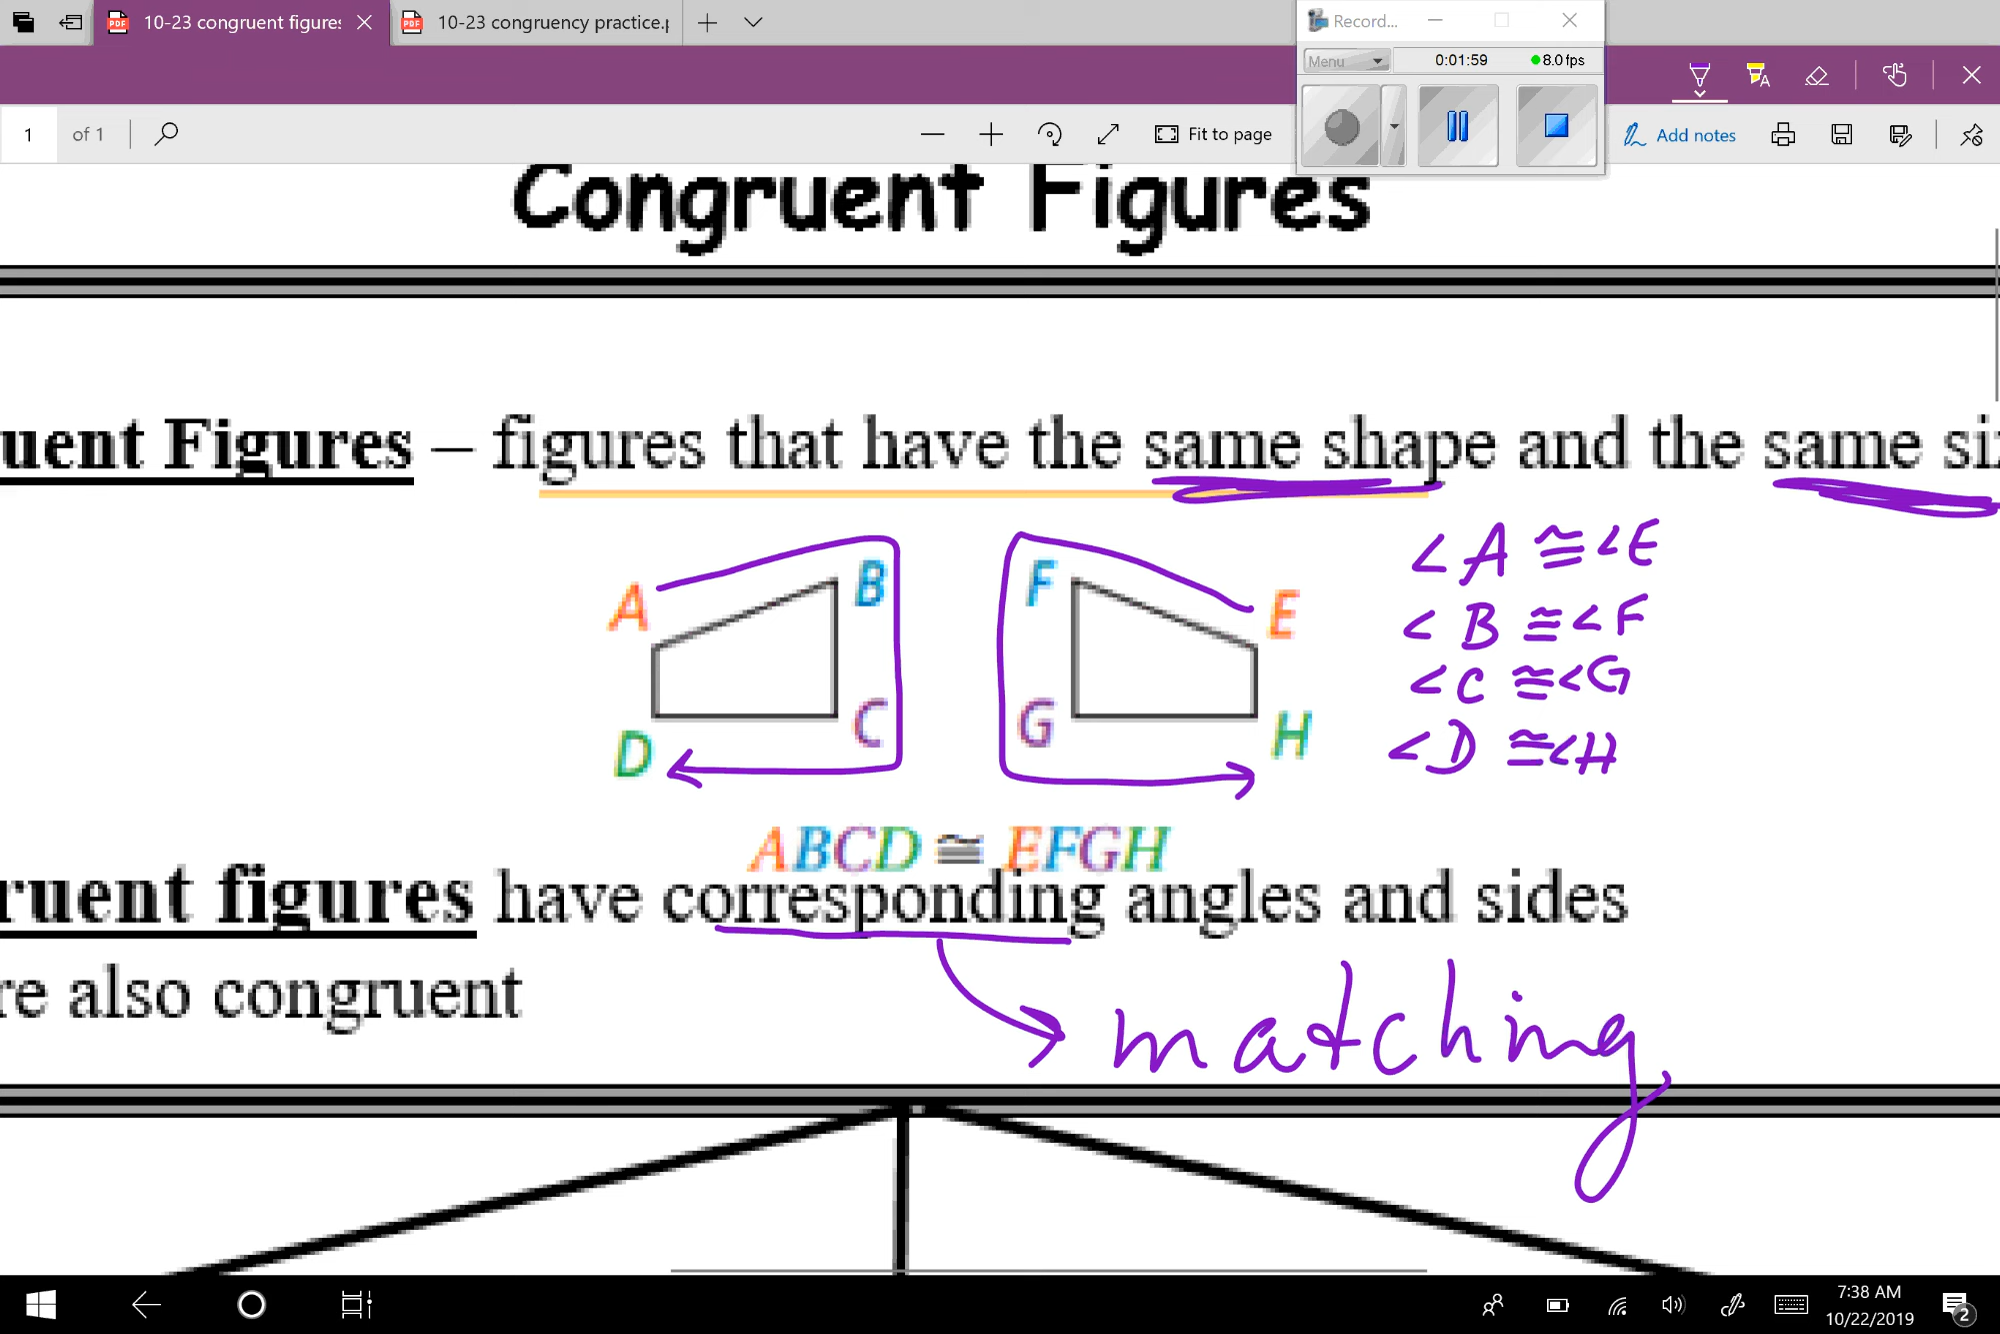 10-23 congruent figures
10-23 congruency practice.p
Record...
Menu 0:01:59 8.0 fps
1 of 1
Fit to page
Add notes
Congruent Figures
uent Figures – figures that have the same shape and the same si
A B F E
D C G H
∠A ≅ ∠E
∠B ≅ ∠F
∠C ≅ ∠G
∠D ≅ ∠H
ABCD ≅ EFGH
ruent figures have corresponding angles and sides
re also congruent
matching
7:38 AM
10/22/2019
2